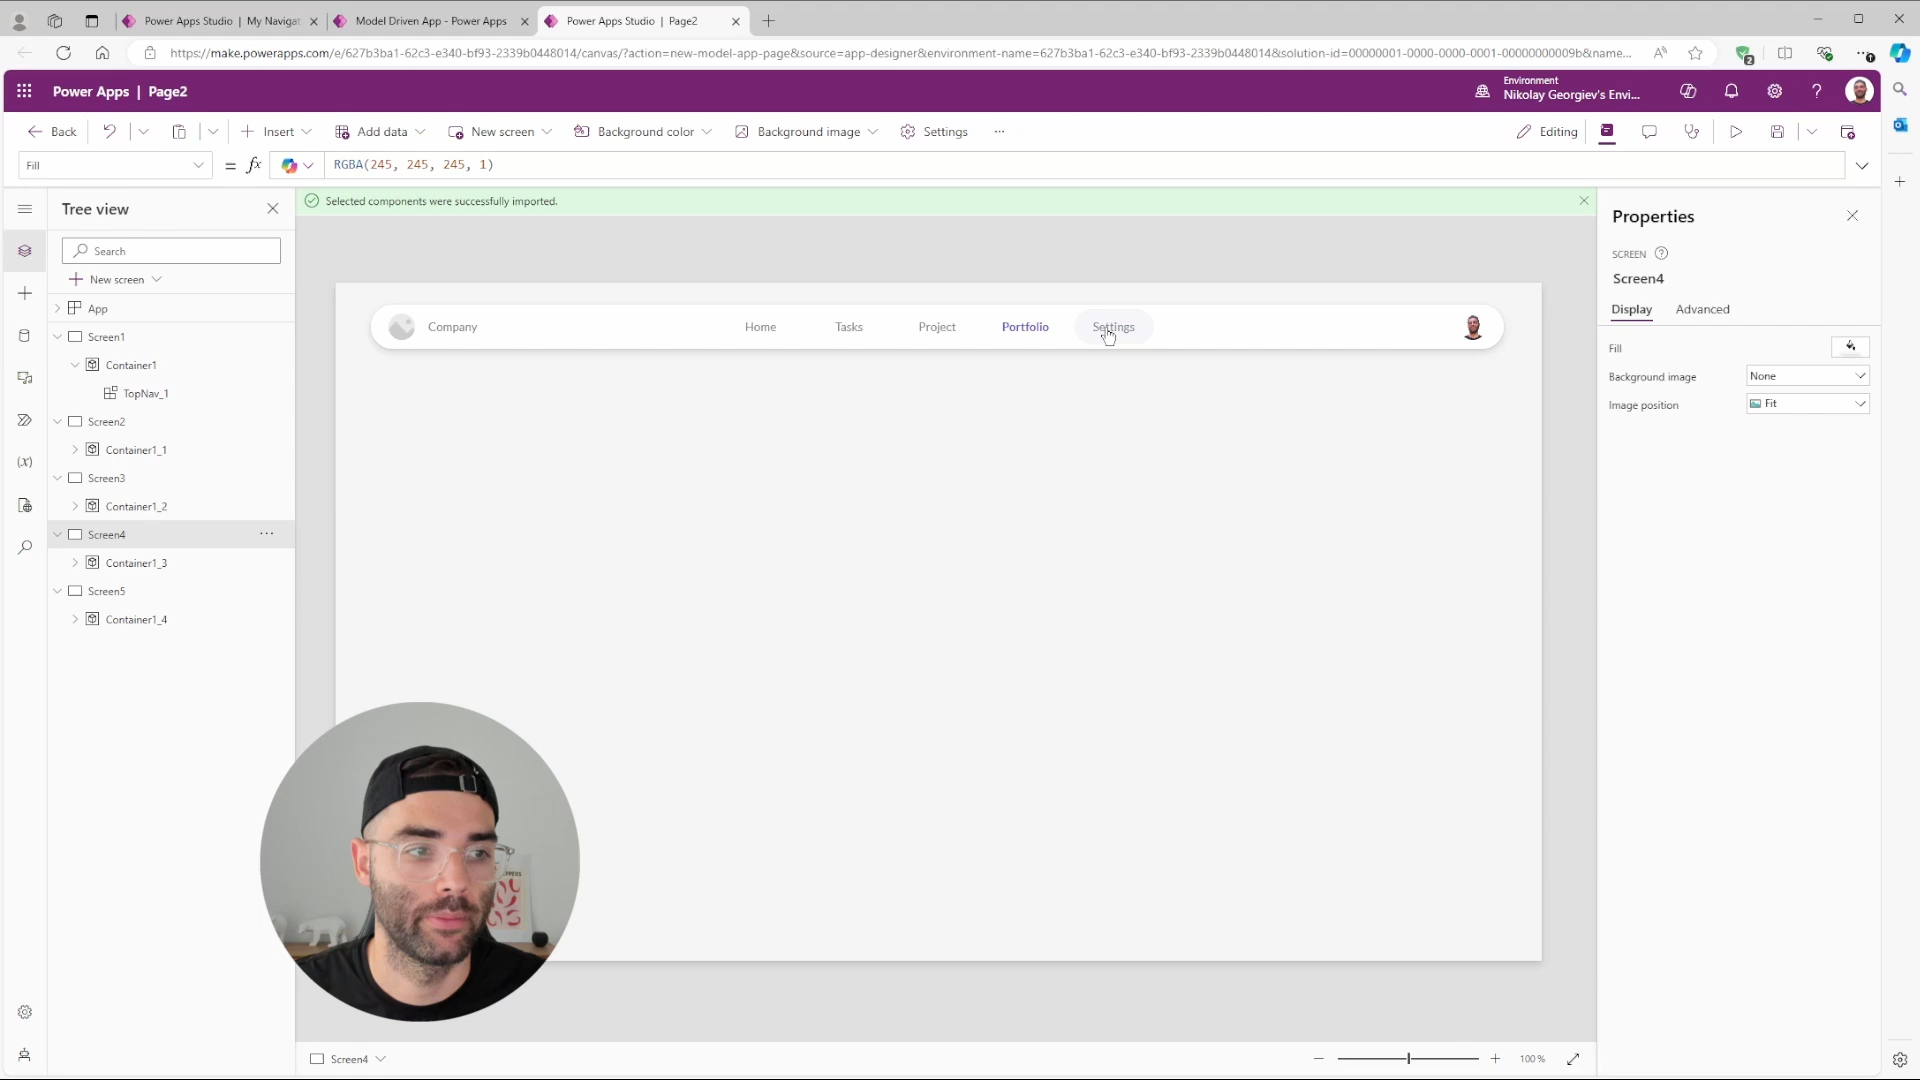 Power Apps Studio | My Navigat
Model Driven App - Power Apps
Power Apps Studio | Page2
https://make.powerapps.com/e/627b3ba1-62c3-e340-bf93-2339b0448014/canvas/?action=new-model-app-page&source=app-designer&environment-name=627b3ba1-62c3-e340-bf93-2339b0448014&solution-id=00000001-0000-0000-0001-00000000009b&name...
2
1
Power Apps | Page2
Environment
Nikolay Georgiev's Envi...
Back
Insert
Add data
New screen
Background color
Background image
Settings
Editing
Fill
= fx
RGBA(245, 245, 245, 1)
Tree view
Selected components were successfully imported.
Search
New screen
App
Screen1
Container1
TopNav_1
Screen2
Container1_1
Screen3
Container1_2
Screen4
Container1_3
Screen5
Container1_4
(x)
Company
Home
Tasks
Project
Portfolio
Settings
Properties
SCREEN
Screen4
Display
Advanced
Fill
Background image
None
Image position
Fit
Screen4
100 %